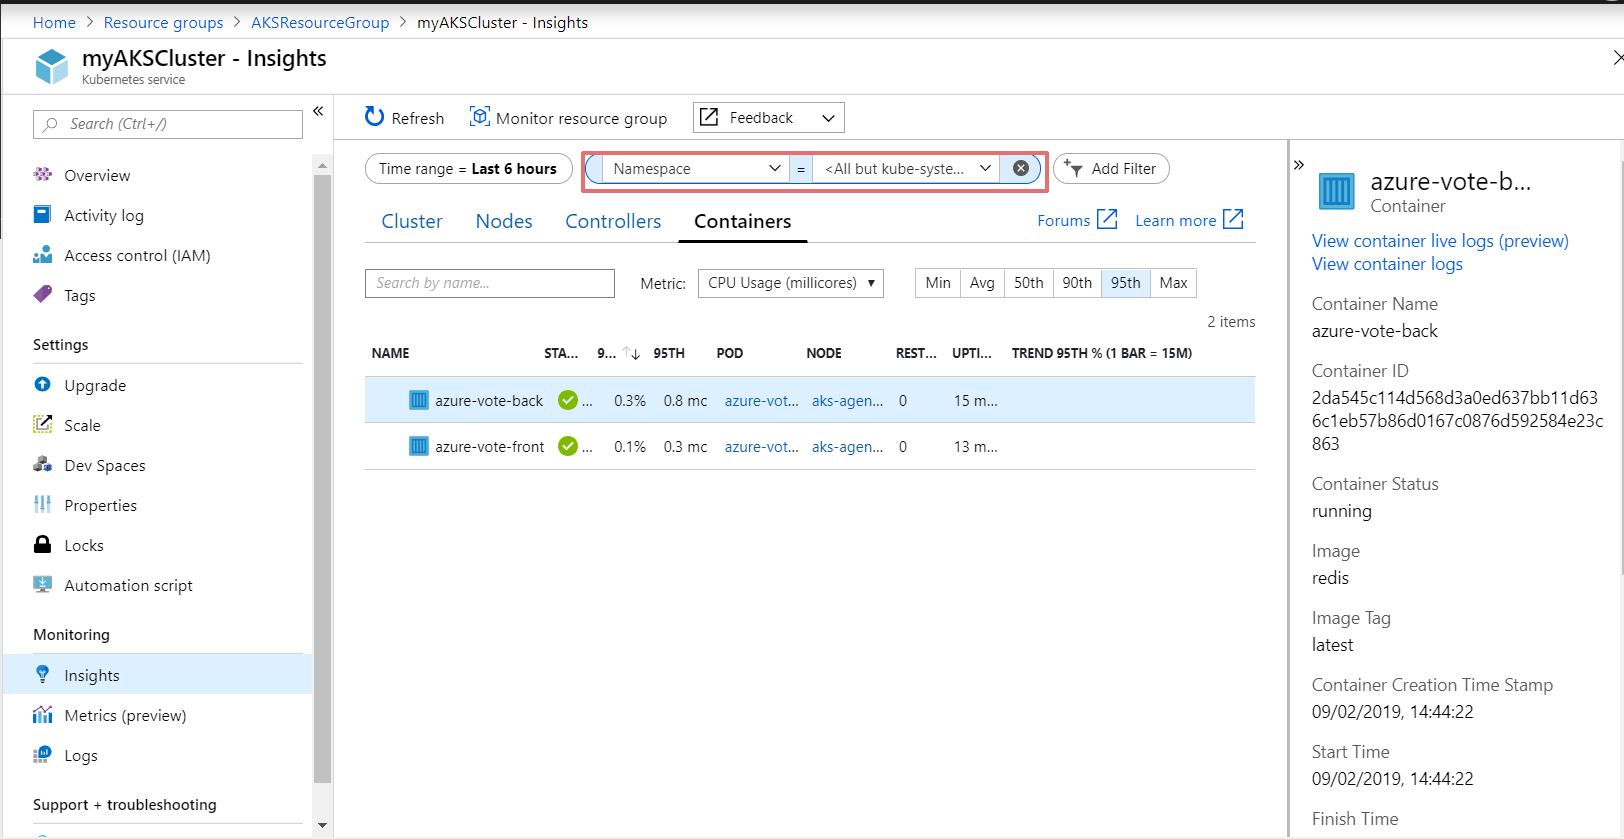 Home > Resource groups > AKSResourceGroup > myAKSCluster - Insights
myAKSCluster - Insights
Kubernetes service
Search (Ctrl+/)
Overview
Activity log
Access control (IAM)
Tags
Settings
Upgrade
Scale
Dev Spaces
Properties
Locks
Automation script
Monitoring
Insights
Metrics (preview)
Logs
Support + troubleshooting
Refresh
Monitor resource group
Feedback
Time range = Last 6 hours
Namespace = <All but kube-syste...
Add Filter
Cluster Nodes Controllers Containers
Forums Learn more
Search by name...
Metric: CPU Usage (millicores)
Min Avg 50th 90th 95th Max
2 items
NAME STA... 9... 95TH POD NODE REST... UPTI... TREND 95TH % (1 BAR = 15M)
azure-vote-back ... 0.3% 0.8 mc azure-vot... aks-agen... 0 15 m...
azure-vote-front ... 0.1% 0.3 mc azure-vot... aks-agen... 0 13 m...
azure-vote-b...
Container
View container live logs (preview)
View container logs
Container Name
azure-vote-back
Container ID
2da545c114d568d3a0ed637bb11d63
6c1eb57b86d0167c0876d592584e23c
863
Container Status
running
Image
redis
Image Tag
latest
Container Creation Time Stamp
09/02/2019, 14:44:22
Start Time
09/02/2019, 14:44:22
Finish Time